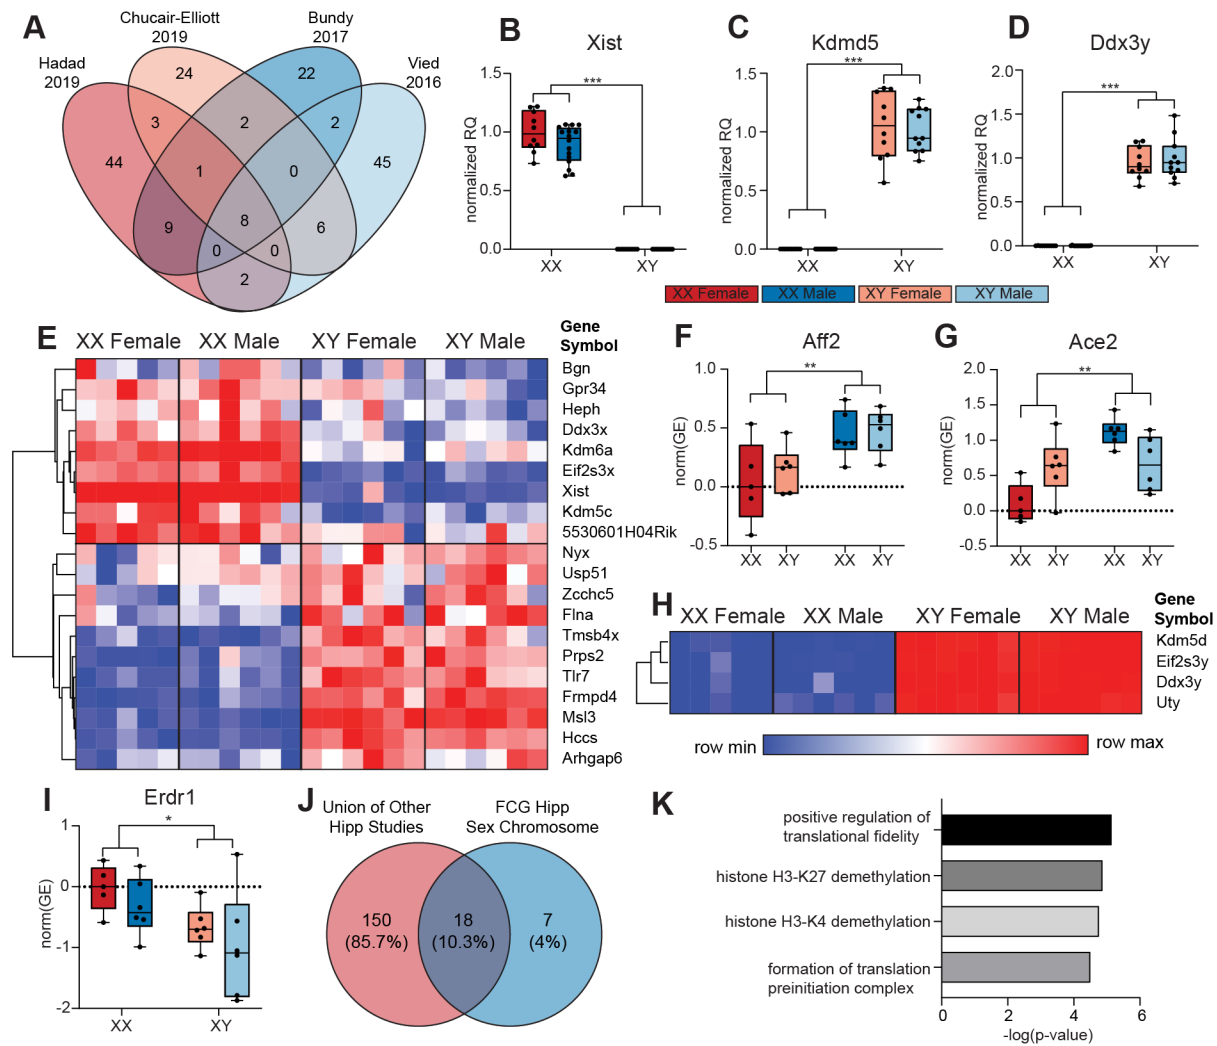 A
Chucair-Elliott
2019
Bundy
2017
Hadad
2019
Vied
2016
24
22
3
2
2
44
1
0
45
9
8
6
0
0
2
B
Xist
***
normalized RQ
1.5
1.0
0.5
0.0
XX
XY
C
Kdmd5
***
normalized RQ
1.5
1.0
0.5
0.0
XX
XY
D
Ddx3y
***
normalized RQ
2.0
1.5
1.0
0.5
0.0
XX
XY
XX Female
XX Male
XY Female
XY Male
E
XX Female
XX Male
XY Female
XY Male
Gene
Symbol
Bgn
Gpr34
Heph
Ddx3x
Kdm6a
Eif2s3x
Xist
Kdm5c
5530601H04Rik
Nyx
Usp51
Zcchc5
Flna
Tmsb4x
Prps2
Tlr7
Frmpd4
Msl3
Hccs
Arhgap6
F
Aff2
**
norm(GE)
1.0
0.5
0.0
-0.5
XX
XY
XX
XY
G
Ace2
**
norm(GE)
2.0
1.5
1.0
0.5
0.0
-0.5
XX
XY
XX
XY
H
XX Female
XX Male
XY Female
XY Male
Gene
Symbol
Kdm5d
Eif2s3y
Ddx3y
Uty
row min
row max
I
Erdr1
*
norm(GE)
1
0
-1
-2
XX
XY
J
Union of Other
Hipp Studies
FCG Hipp
Sex Chromosome
150
(85.7%)
18
(10.3%)
7
(4%)
K
positive regulation of
translational fidelity
histone H3-K27 demethylation
histone H3-K4 demethylation
formation of translation
preinitiation complex
0
2
4
6
-log(p-value)